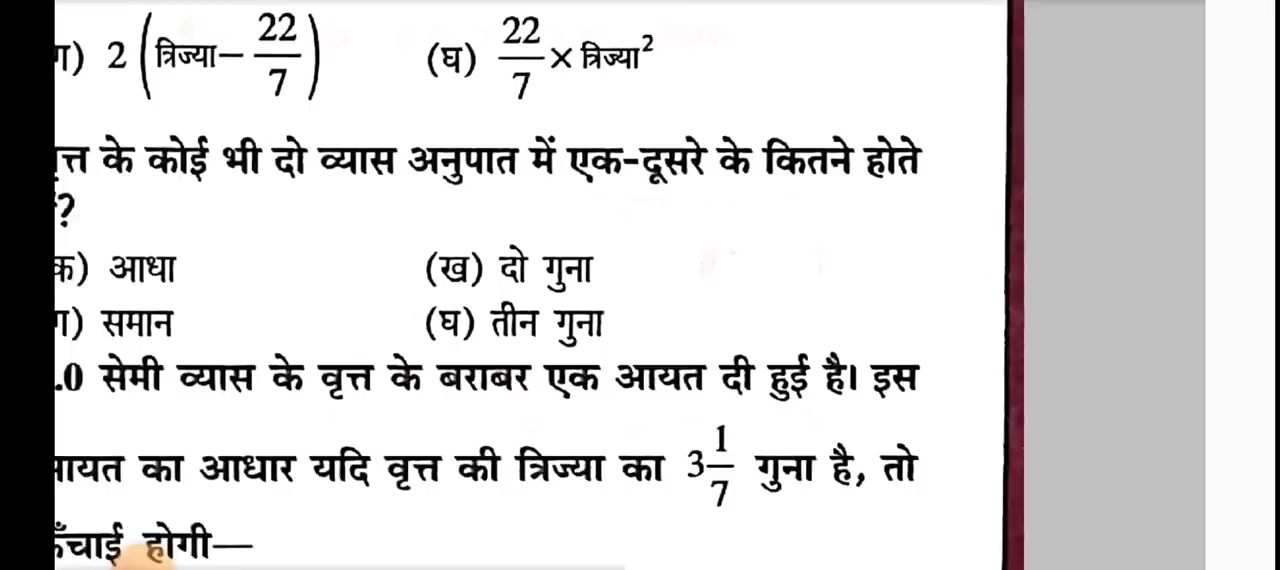 ग) 2 (त्रिज्या– 22/7) (घ) 22/7 × त्रिज्या²
के कोई भी दो व्यास अनुपात में एक-दूसरे के कितने होते
?
क) आधा (ख) दो गुना
ग) समान (घ) तीन गुना
.0 सेमी व्यास के वृत्त के बराबर एक आयत दी हुई है। इस
का आधार यदि वृत्त की त्रिज्या का 3 1/7 गुना है, तो
होगी—